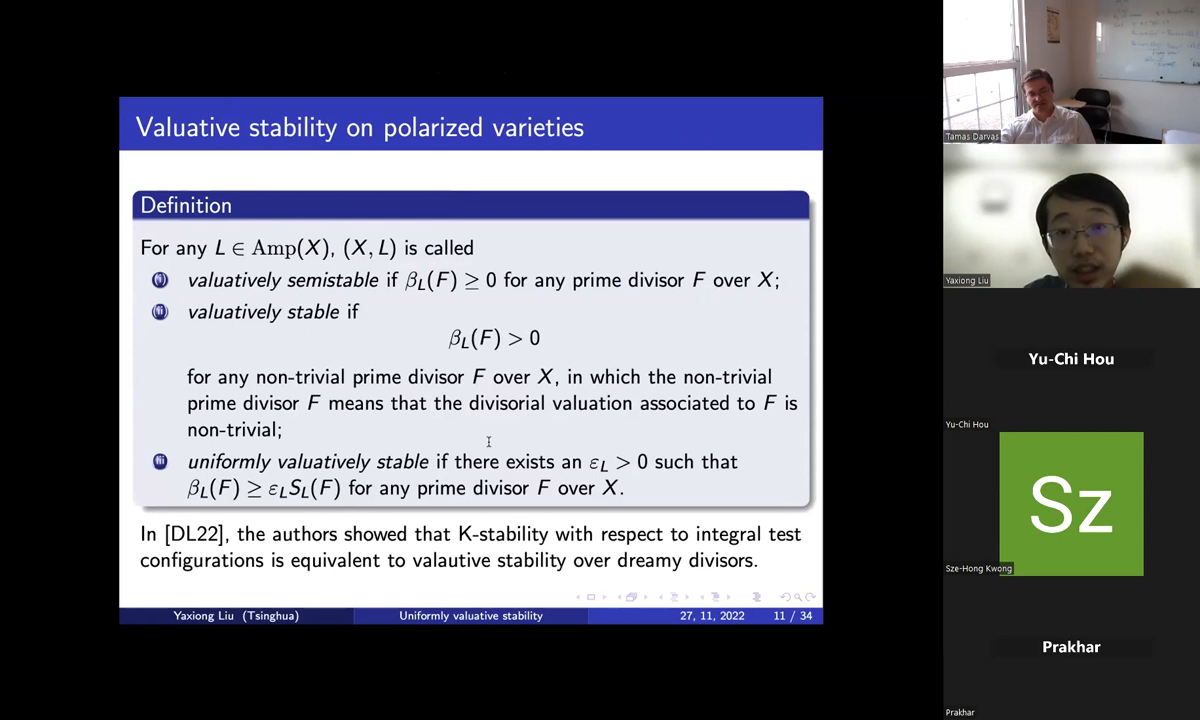 Valuative stability on polarized varieties
Definition
For any L ∈ Amp(X), (X, L) is called
i valuatively semistable if β_L(F) ≥ 0 for any prime divisor F over X;
ii valuatively stable if
β_L(F) > 0
for any non-trivial prime divisor F over X, in which the non-trivial
prime divisor F means that the divisorial valuation associated to F is
non-trivial;
iii uniformly valuatively stable if there exists an ε_L > 0 such that
β_L(F) ≥ ε_L S_L(F) for any prime divisor F over X.
In [DL22], the authors showed that K-stability with respect to integral test
configurations is equivalent to valautive stability over dreamy divisors.
Yaxiong Liu (Tsinghua) Uniformly valuative stability 27, 11, 2022 11 / 34
Tamas Darvas
Yaxiong Liu
Yu-Chi Hou
Yu-Chi Hou
Sz
Sze-Hong Kwong
Prakhar
Prakhar